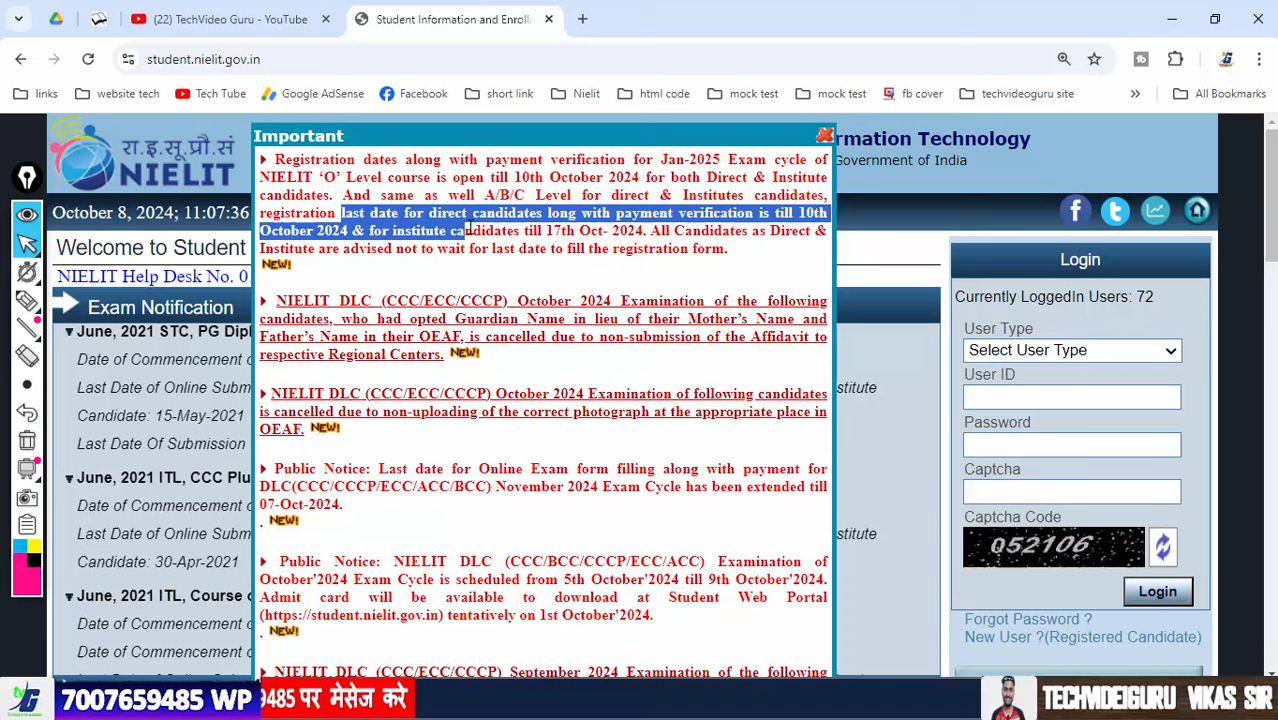 (22) TechVideo Guru - YouTube
Student Information and Enroll
student.nielit.gov.in
links
website tech
Tech Tube
Google AdSense
Facebook
short link
Nielit
html code
mock test
mock test
fb cover
techvideoguru site
All Bookmarks
रा.इ.सू.प्रौ.सं
NIELIT
formation Technology
Government of India
October 8, 2024; 11:07:36
Welcome to Studen
NIELIT Help Desk No. 0
Exam Notification
June, 2021 STC, PG Dipl
Date of Commencement o
Last Date of Online Subm
stitute
Candidate: 15-May-2021
Last Date Of Submission
June, 2021 ITL, CCC Plu
Date of Commencement o
Last Date of Online Subm
stitute
Candidate: 30-Apr-2021
June, 2021 ITL, Course o
Date of Commencement o
Important
Registration dates along with payment verification for Jan-2025 Exam cycle of
NIELIT ‘O’ Level course is open till 10th October 2024 for both Direct & Institute
candidates. And same as well A/B/C Level for direct & Institutes candidates,
registration last date for direct candidates long with payment verification is till 10th
October 2024 & for institute candidates till 17th Oct- 2024. All Candidates as Direct &
Institute are advised not to wait for last date to fill the registration form.
NEW!
NIELIT DLC (CCC/ECC/CCCP) October 2024 Examination of the following
candidates, who had opted Guardian Name in lieu of their Mother’s Name and
Father’s Name in their OEAF, is cancelled due to non-submission of the Affidavit to
respective Regional Centers. NEW!
NIELIT DLC (CCC/ECC/CCCP) October 2024 Examination of following candidates
is cancelled due to non-uploading of the correct photograph at the appropriate place in
OEAF. NEW!
Public Notice: Last date for Online Exam form filling along with payment for
DLC(CCC/CCCP/ECC/ACC/BCC) November 2024 Exam Cycle has been extended till
07-Oct-2024.
. NEW!
Public Notice: NIELIT DLC (CCC/BCC/CCCP/ECC/ACC) Examination of
October'2024 Exam Cycle is scheduled from 5th October'2024 till 9th October'2024.
Admit card will be available to download at Student Web Portal
(https://student.nielit.gov.in) tentatively on 1st October'2024.
. NEW!
NIELIT DLC (CCC/ECC/CCCP) September 2024 Examination of the following
Login
Currently LoggedIn Users: 72
User Type
Select User Type
User ID
Password
Captcha
Captcha Code
052106
Login
Forgot Password ?
New User ?(Registered Candidate)
7007659485 WP
9485 पर मेसेज करे
TECHVIDEIGURU VIKAS SIR